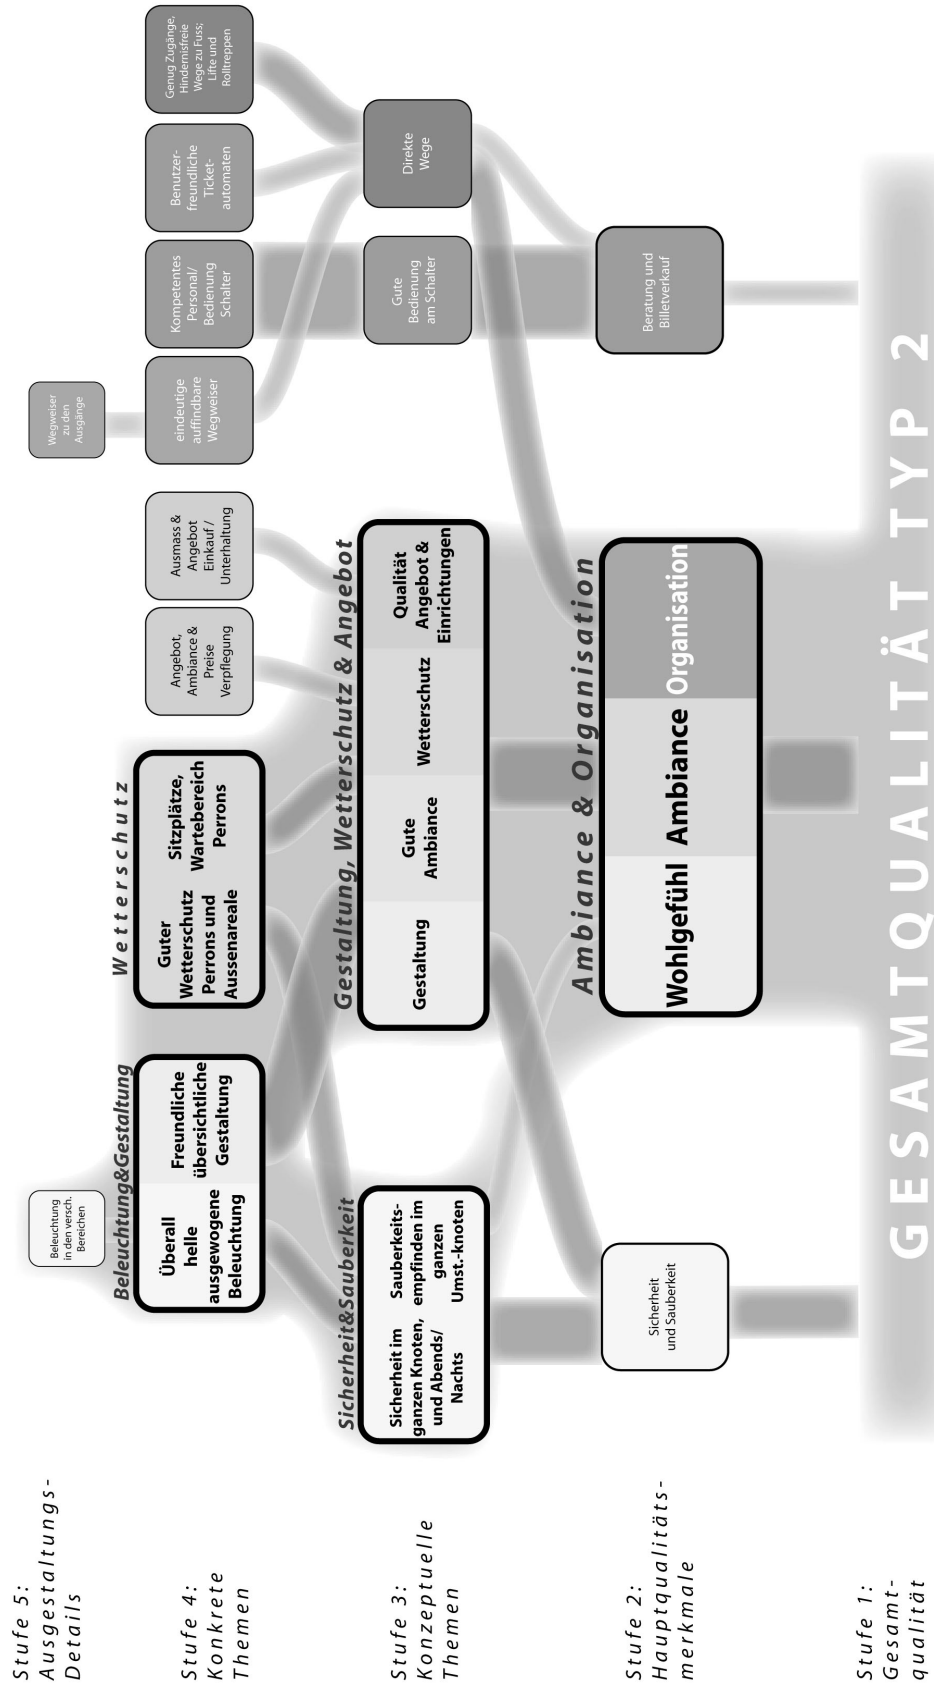 Stufe 5:
Ausgestaltungs-
Details
Beleuchtung
in den versch.
Bereichen
Wegweiser
zu den
Ausgänge
Stufe 4:
Konkrete
Themen
Beleuchtung&Gestaltung
Überall
helle
ausgewogene
Beleuchtung
Freundliche
übersichtliche
Gestaltung
Wetterschutz
Guter
Wetterschutz
Perrons und
Aussenareale
Sitzplätze,
Wartebereich
Perrons
Angebot,
Ambiance &
Preise
Verpflegung
Ausmass &
Angebot
Einkauf /
Unterhaltung
eindeutige
auffindbare
Wegweiser
Kompetentes
Personal/
Bedienung
Schalter
Benutzer-
freundliche
Ticket-
automaten
Genug Zugänge,
Hindernisfreie
Wege zu Fuss;
Lifte und
Rolltreppen
Stufe 3:
Konzeptuelle
Themen
Sicherheit&Sauberkeit
Sicherheit im
ganzen Knoten,
und Abends/
Nachts
Sauberkeits-
empfinden im
ganzen
Umst.-knoten
Gestaltung, Wetterschutz & Angebot
Gestaltung
Gute
Ambiance
Wetterschutz
Qualität
Angebot &
Einrichtungen
Gute
Bedienung
am Schalter
Direkte
Wege
Stufe 2:
Hauptqualitäts-
merkmale
Sicherheit
und Sauberkeit
Ambiance & Organisation
Wohlgefühl
Ambiance
Organisation
Beratung und
Billetverkauf
Stufe 1:
Gesamt-
qualität
GESAMTQUALITÄT TYP 2